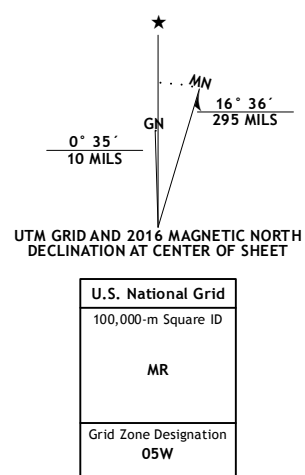 ★
MN
GN
0° 35´
10 MILS
16° 36´
295 MILS
UTM GRID AND 2016 MAGNETIC NORTH
DECLINATION AT CENTER OF SHEET
U.S. National Grid
100,000-m Square ID
MR
Grid Zone Designation
05W